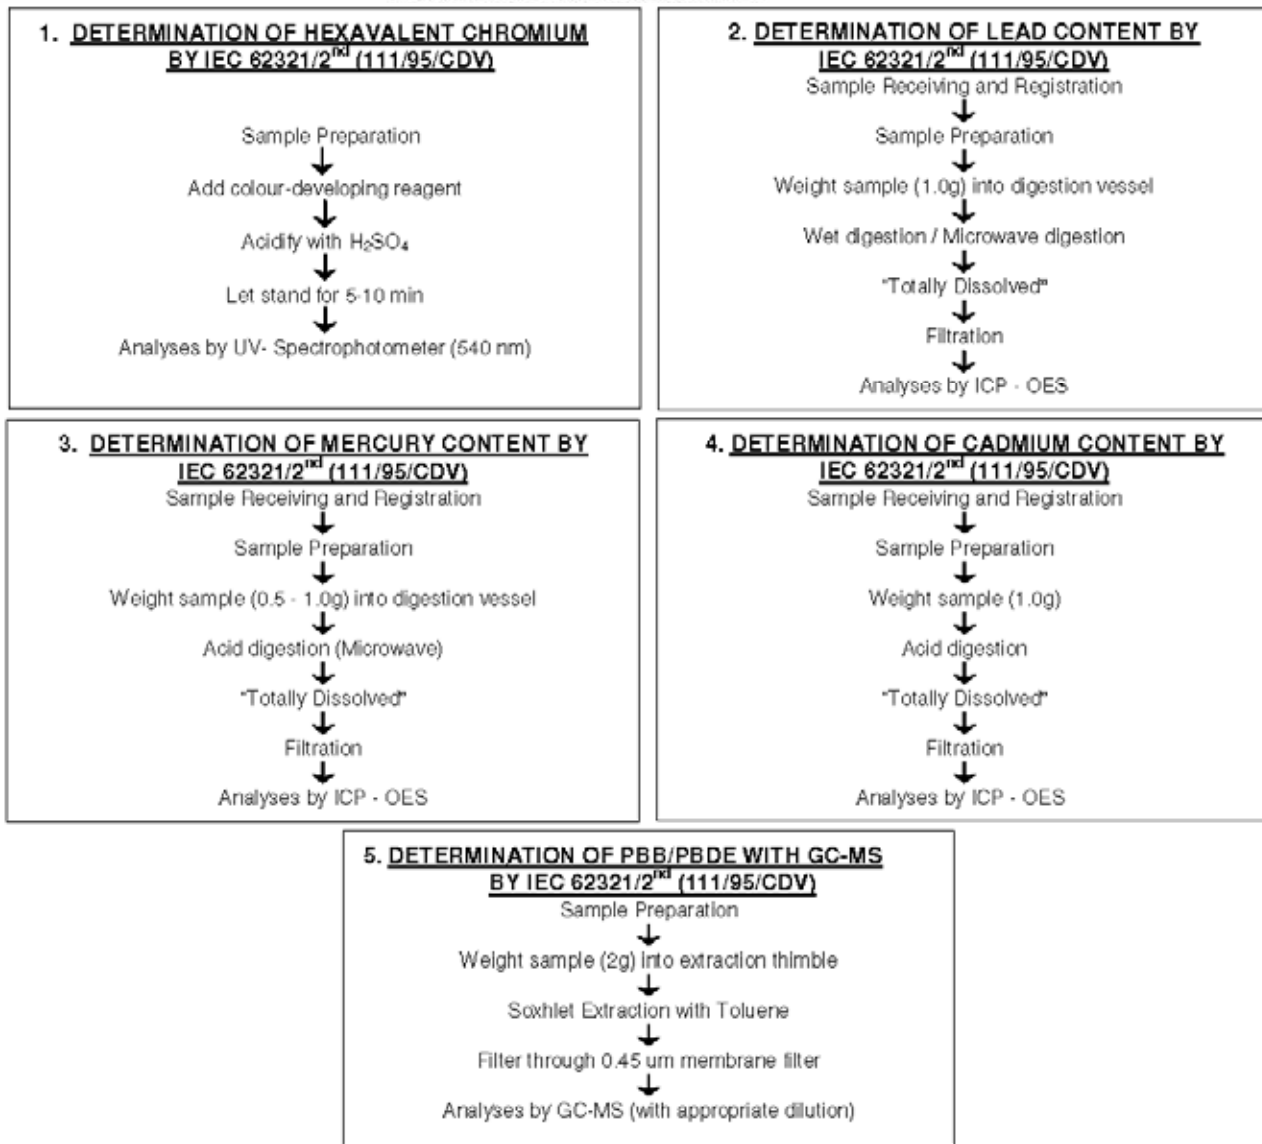 1. DETERMINATION OF HEXAVALENT CHROMIUM
BY IEC 62321/2nd (111/95/CDV)
Sample Preparation
Add colour-developing reagent
Acidify with H₂SO₄
Let stand for 5-10 min
Analyses by UV- Spectrophotometer (540 nm)
2. DETERMINATION OF LEAD CONTENT BY
IEC 62321/2nd (111/95/CDV)
Sample Receiving and Registration
Sample Preparation
Weight sample (1.0g) into digestion vessel
Wet digestion / Microwave digestion
"Totally Dissolved"
Filtration
Analyses by ICP - OES
3. DETERMINATION OF MERCURY CONTENT BY
IEC 62321/2nd (111/95/CDV)
Sample Receiving and Registration
Sample Preparation
Weight sample (0.5 - 1.0g) into digestion vessel
Acid digestion (Microwave)
"Totally Dissolved"
Filtration
Analyses by ICP - OES
4. DETERMINATION OF CADMIUM CONTENT BY
IEC 62321/2nd (111/95/CDV)
Sample Receiving and Registration
Sample Preparation
Weight sample (1.0g)
Acid digestion
"Totally Dissolved"
Filtration
Analyses by ICP - OES
5. DETERMINATION OF PBB/PBDE WITH GC-MS
BY IEC 62321/2nd (111/95/CDV)
Sample Preparation
Weight sample (2g) into extraction thimble
Soxhlet Extraction with Toluene
Filter through 0.45 um membrane filter
Analyses by GC-MS (with appropriate dilution)